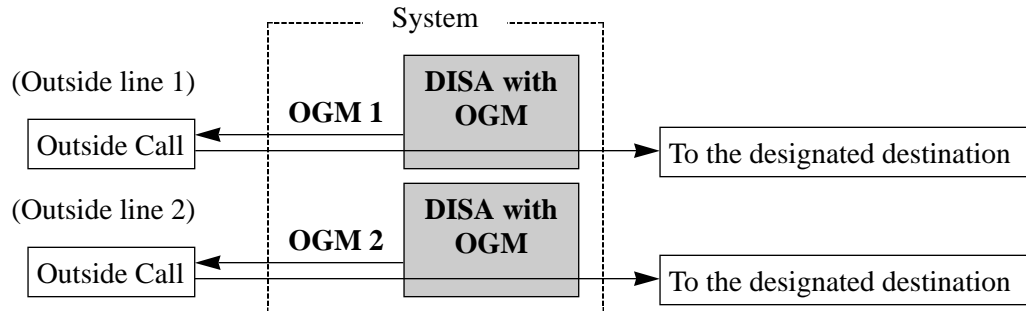 System
(Outside line 1)
OGM 1
DISA with
OGM
Outside Call
To the designated destination
(Outside line 2)
OGM 2
DISA with
OGM
Outside Call
To the designated destination